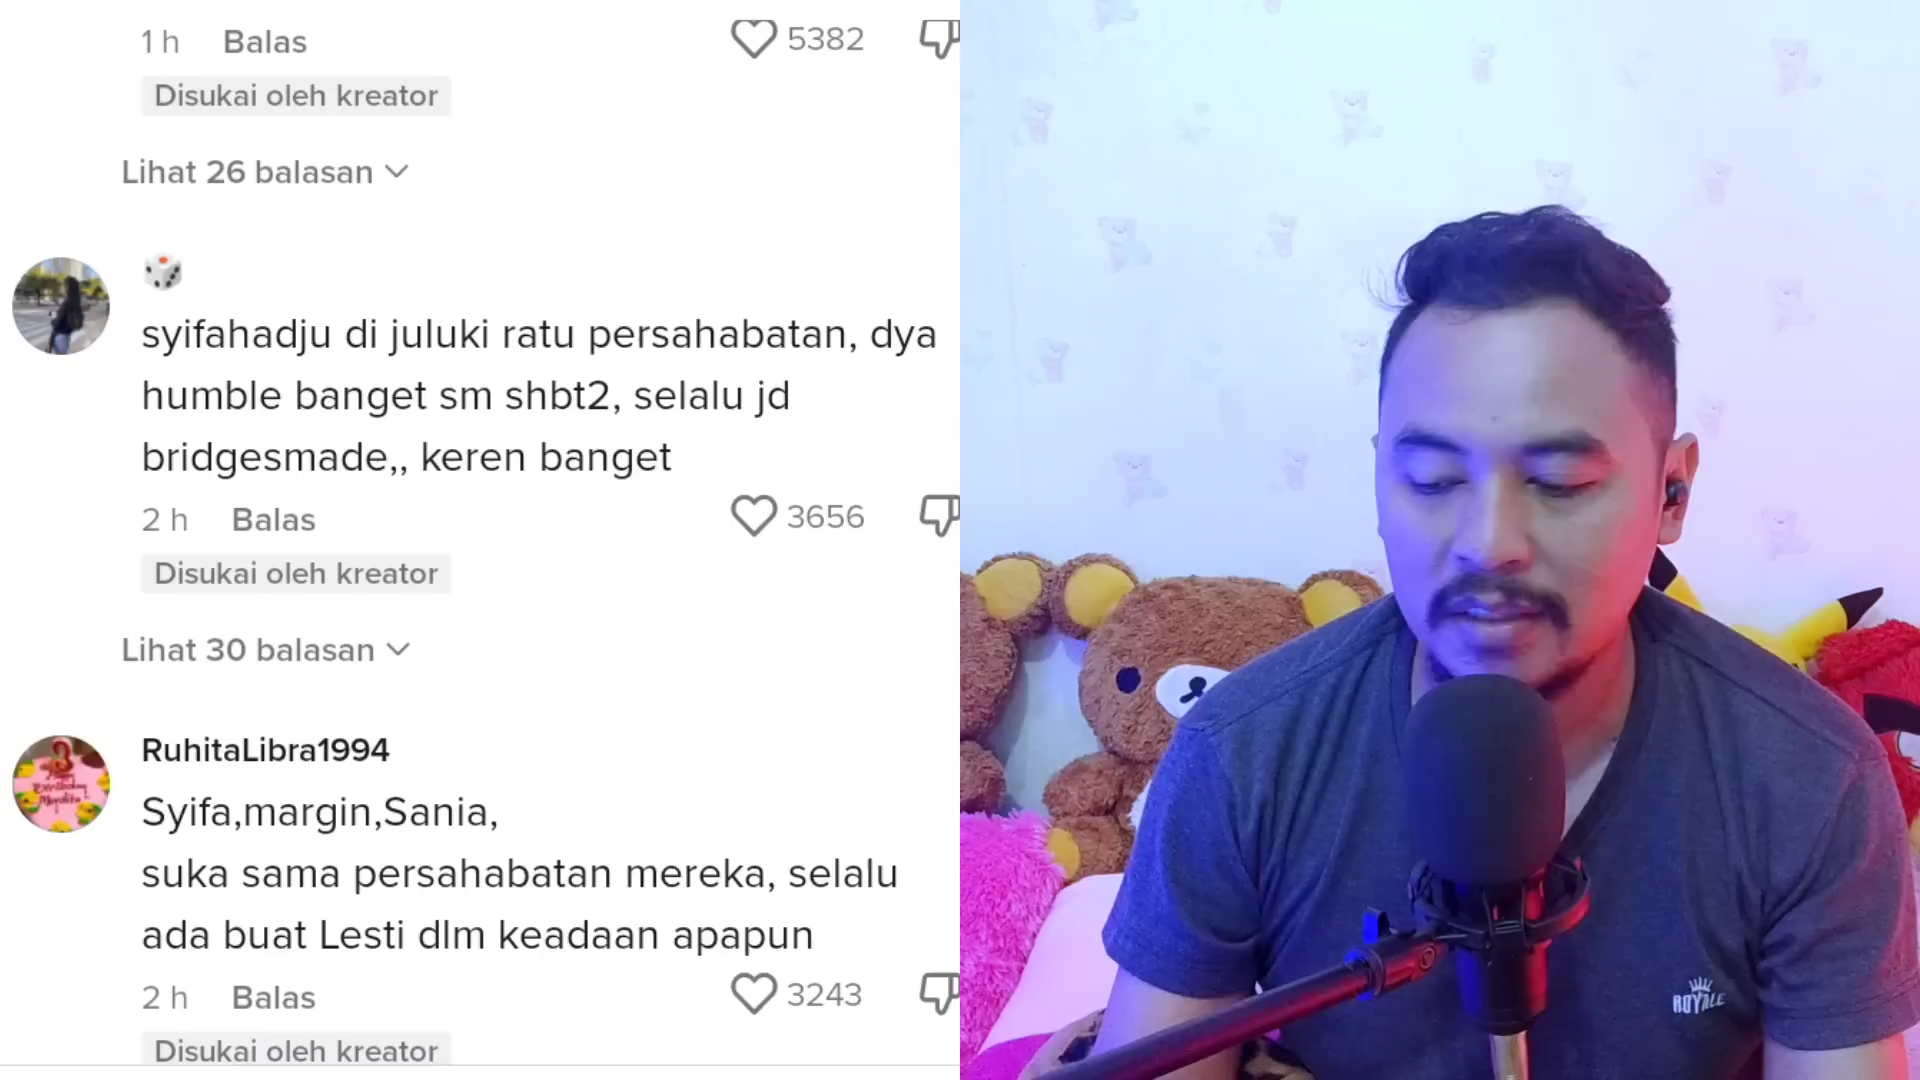 1 h Balas 5382
Disukai oleh kreator
Lihat 26 balasan
syifahadju di juluki ratu persahabatan, dya
humble banget sm shbt2, selalu jd
bridgesmade,, keren banget
2 h Balas 3656
Disukai oleh kreator
Lihat 30 balasan
RuhitaLibra1994
Syifa,margin,Sania,
suka sama persahabatan mereka, selalu
ada buat Lesti dlm keadaan apapun
2 h Balas 3243
Disukai oleh kreator
ROYALE